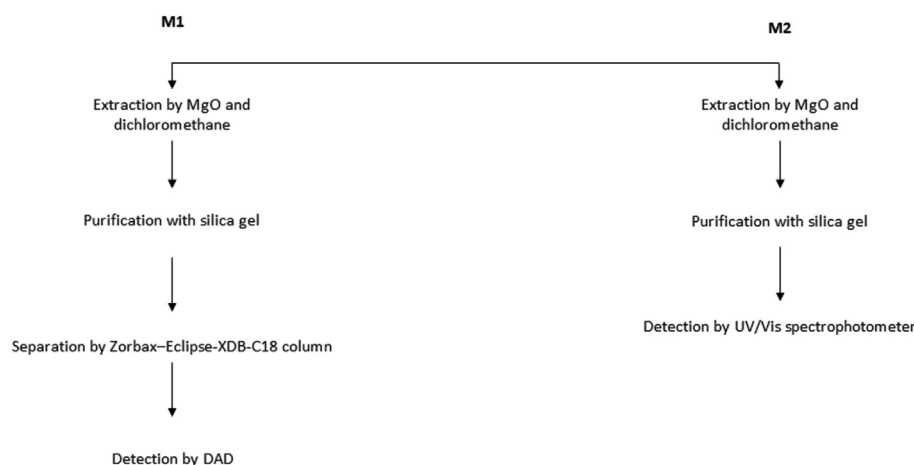 M1
M2
Extraction by MgO and
dichloromethane
Extraction by MgO and
dichloromethane
Purification with silica gel
Purification with silica gel
Detection by UV/Vis spectrophotometer
Separation by Zorbax–Eclipse-XDB-C18 column
Detection by DAD